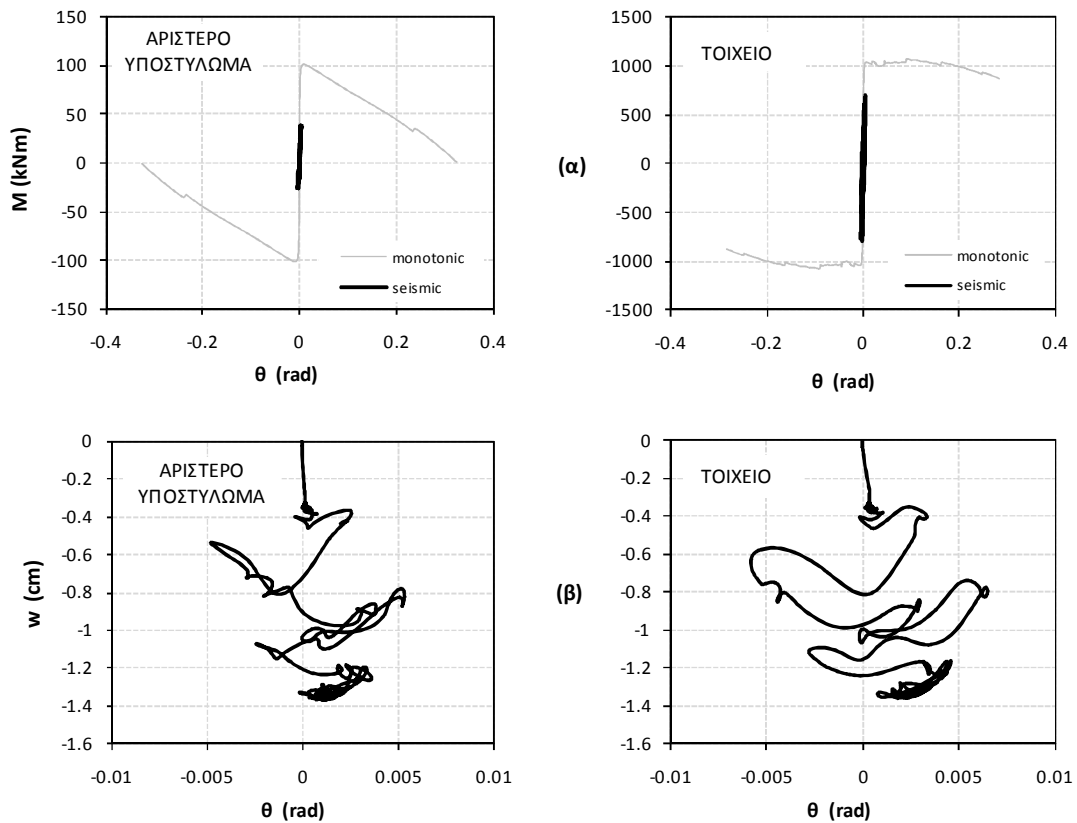 ΑΡΙΣΤΕΡΟ
ΥΠΟΣΤΥΛΩΜΑ
150
100
50
0
-50
-100
-150
M (kNm)
monotonic
seismic
-0.4
-0.2
0
0.2
0.4
θ (rad)
(α)
ΤΟΙΧΕΙΟ
1500
1000
500
0
-500
-1000
-1500
monotonic
seismic
-0.4
-0.2
0
0.2
0.4
θ (rad)
ΑΡΙΣΤΕΡΟ
ΥΠΟΣΤΥΛΩΜΑ
0
-0.2
-0.4
-0.6
-0.8
-1
-1.2
-1.4
-1.6
w (cm)
-0.01
-0.005
0
0.005
0.01
θ (rad)
(β)
ΤΟΙΧΕΙΟ
0
-0.2
-0.4
-0.6
-0.8
-1
-1.2
-1.4
-1.6
-0.01
-0.005
0
0.005
0.01
θ (rad)